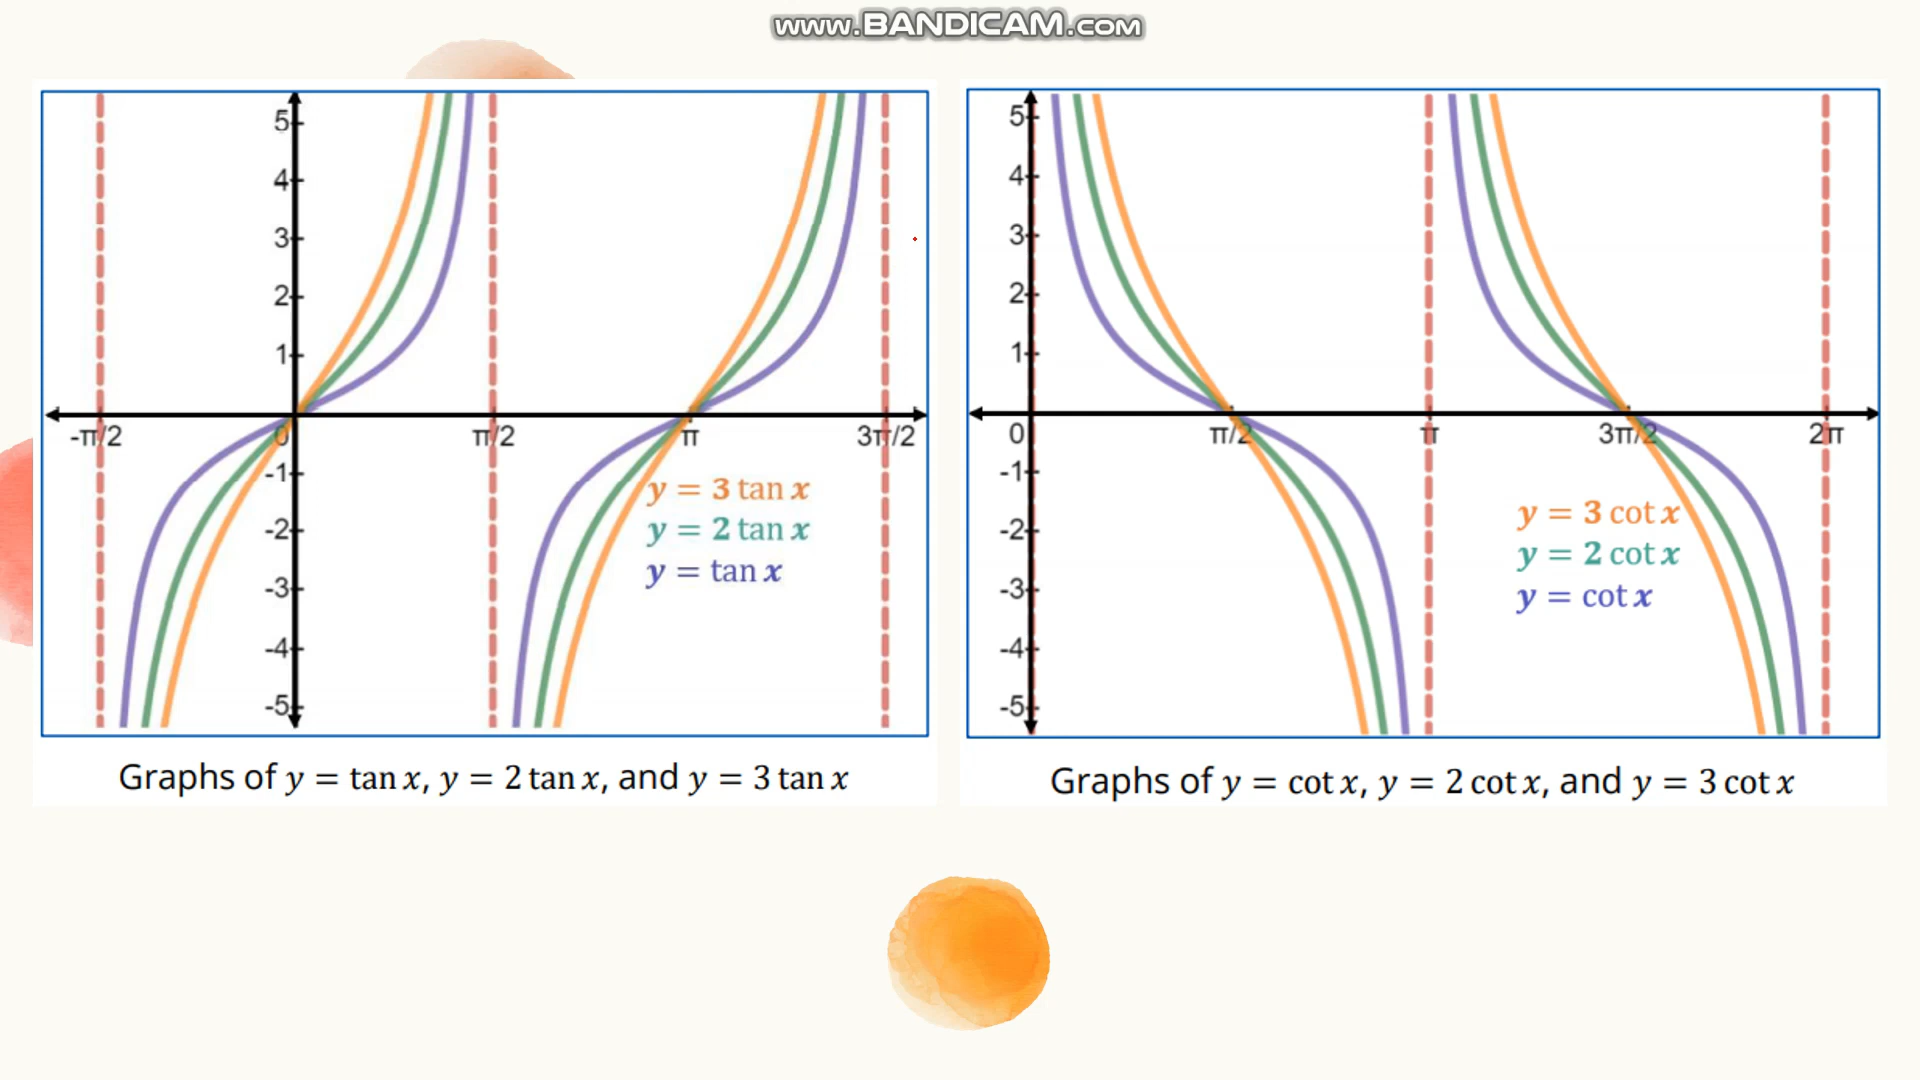 www.BANDICAM.com
5
4
3
2
1
-π/2
0
π/2
π
3π/2
-1
-2
-3
-4
-5
y = 3 tan x
y = 2 tan x
y = tan x
Graphs of y = tan x, y = 2 tan x, and y = 3 tan x
5
4
3
2
1
0
π/2
π
3π/2
2π
-1
-2
-3
-4
-5
y = 3 cot x
y = 2 cot x
y = cot x
Graphs of y = cot x, y = 2 cot x, and y = 3 cot x